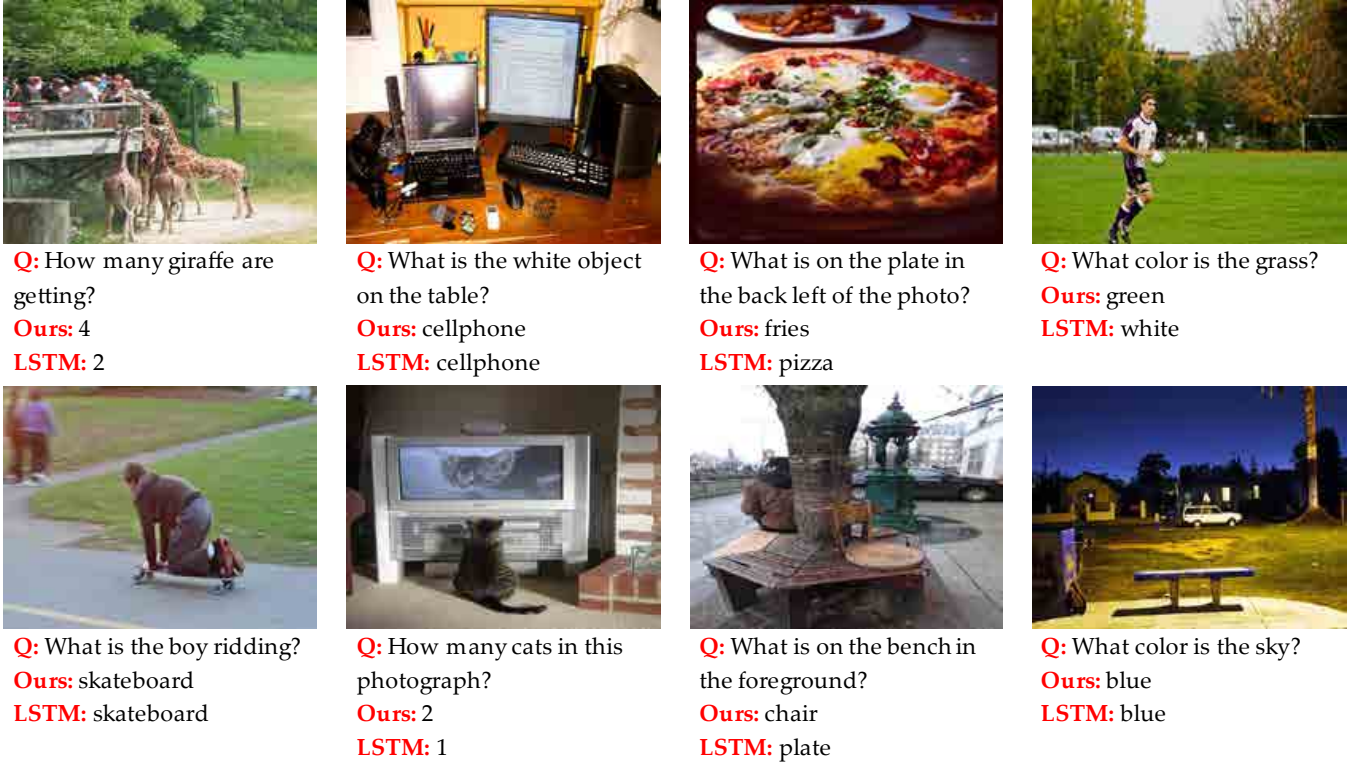 Q: How many giraffe are
getting?
Ours: 4
LSTM: 2
Q: What is the white object
on the table?
Ours: cellphone
LSTM: cellphone
Q: What is on the plate in
the back left of the photo?
Ours: fries
LSTM: pizza
Q: What color is the grass?
Ours: green
LSTM: white
Q: What is the boy ridding?
Ours: skateboard
LSTM: skateboard
Q: How many cats in this
photograph?
Ours: 2
LSTM: 1
Q: What is on the bench in
the foreground?
Ours: chair
LSTM: plate
Q: What color is the sky?
Ours: blue
LSTM: blue